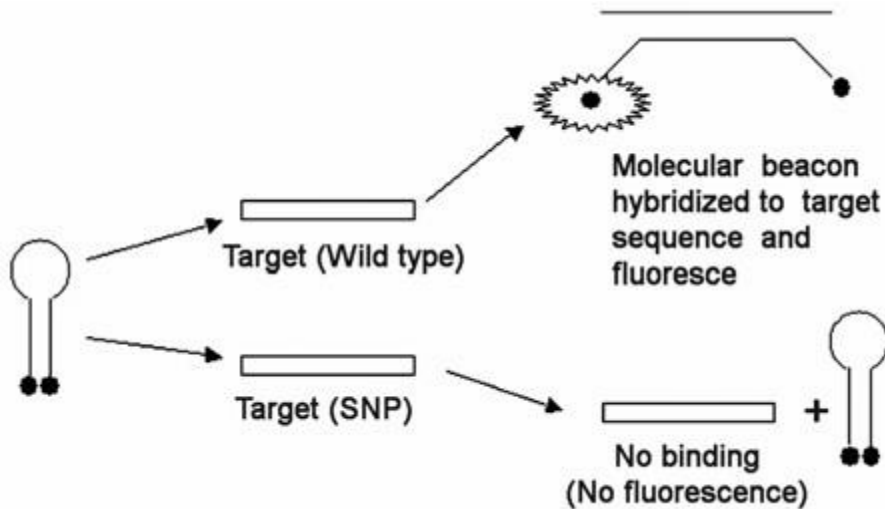 Molecular beacon
hybridized to target
sequence and
fluoresce
Target (Wild type)
Target (SNP)
+
No binding
(No fluorescence)